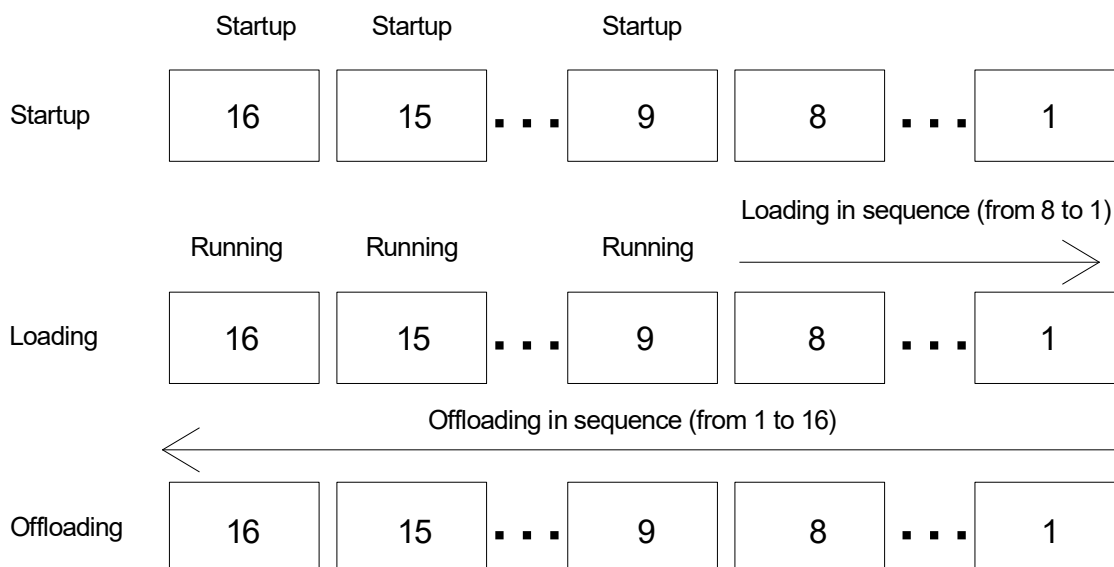 Startup Startup Startup
Startup 16 15 ... 9 8 ... 1
Loading in sequence (from 8 to 1)
Running Running Running
Loading 16 15 ... 9 8 ... 1
Offloading in sequence (from 1 to 16)
Offloading 16 15 ... 9 8 ... 1